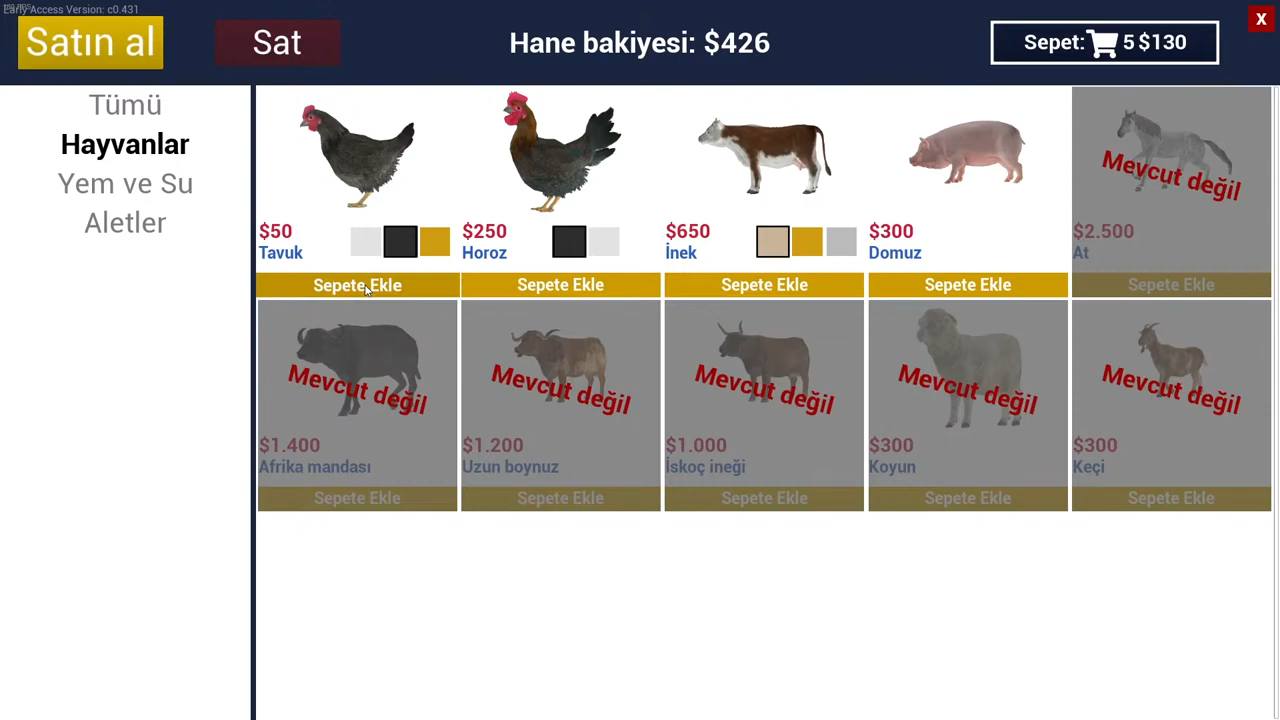 Early Access Version: c0.431
Satın al
Sat
Hane bakiyesi: $426
Sepet: 5 $130
X
Tümü
Hayvanlar
Yem ve Su
Aletler
$50
Tavuk
Sepete Ekle
$250
Horoz
Sepete Ekle
$650
İnek
Sepete Ekle
$300
Domuz
Sepete Ekle
Mevcut değil
$2.500
At
Sepete Ekle
Mevcut değil
$1.400
Afrika mandası
Sepete Ekle
Mevcut değil
$1.200
Uzun boynuz
Sepete Ekle
Mevcut değil
$1.000
İskoç ineği
Sepete Ekle
Mevcut değil
$300
Koyun
Sepete Ekle
Mevcut değil
$300
Keçi
Sepete Ekle